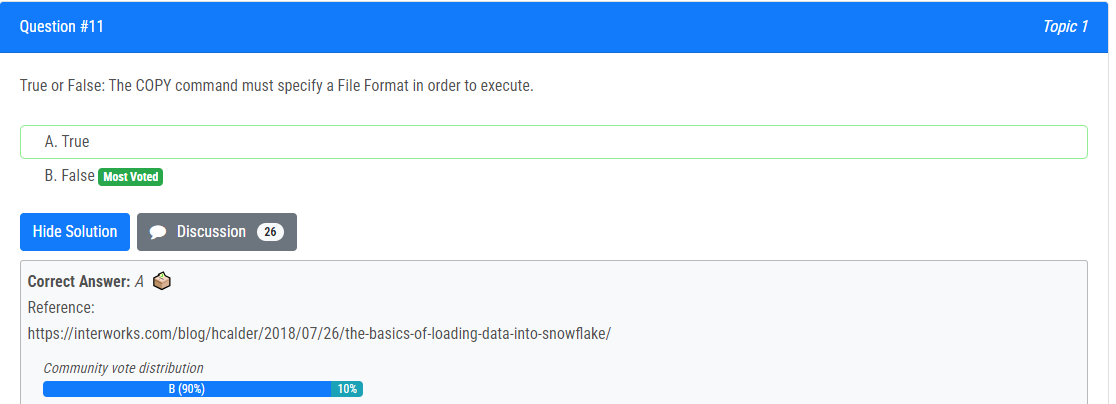 Question #11
Topic 1
True or False: The COPY command must specify a File Format in order to execute.
A. True
B. False Most Voted
Hide Solution
Discussion 26
Correct Answer: A
Reference:
https://interworks.com/blog/hcalder/2018/07/26/the-basics-of-loading-data-into-snowflake/
Community vote distribution
B (90%) 10%